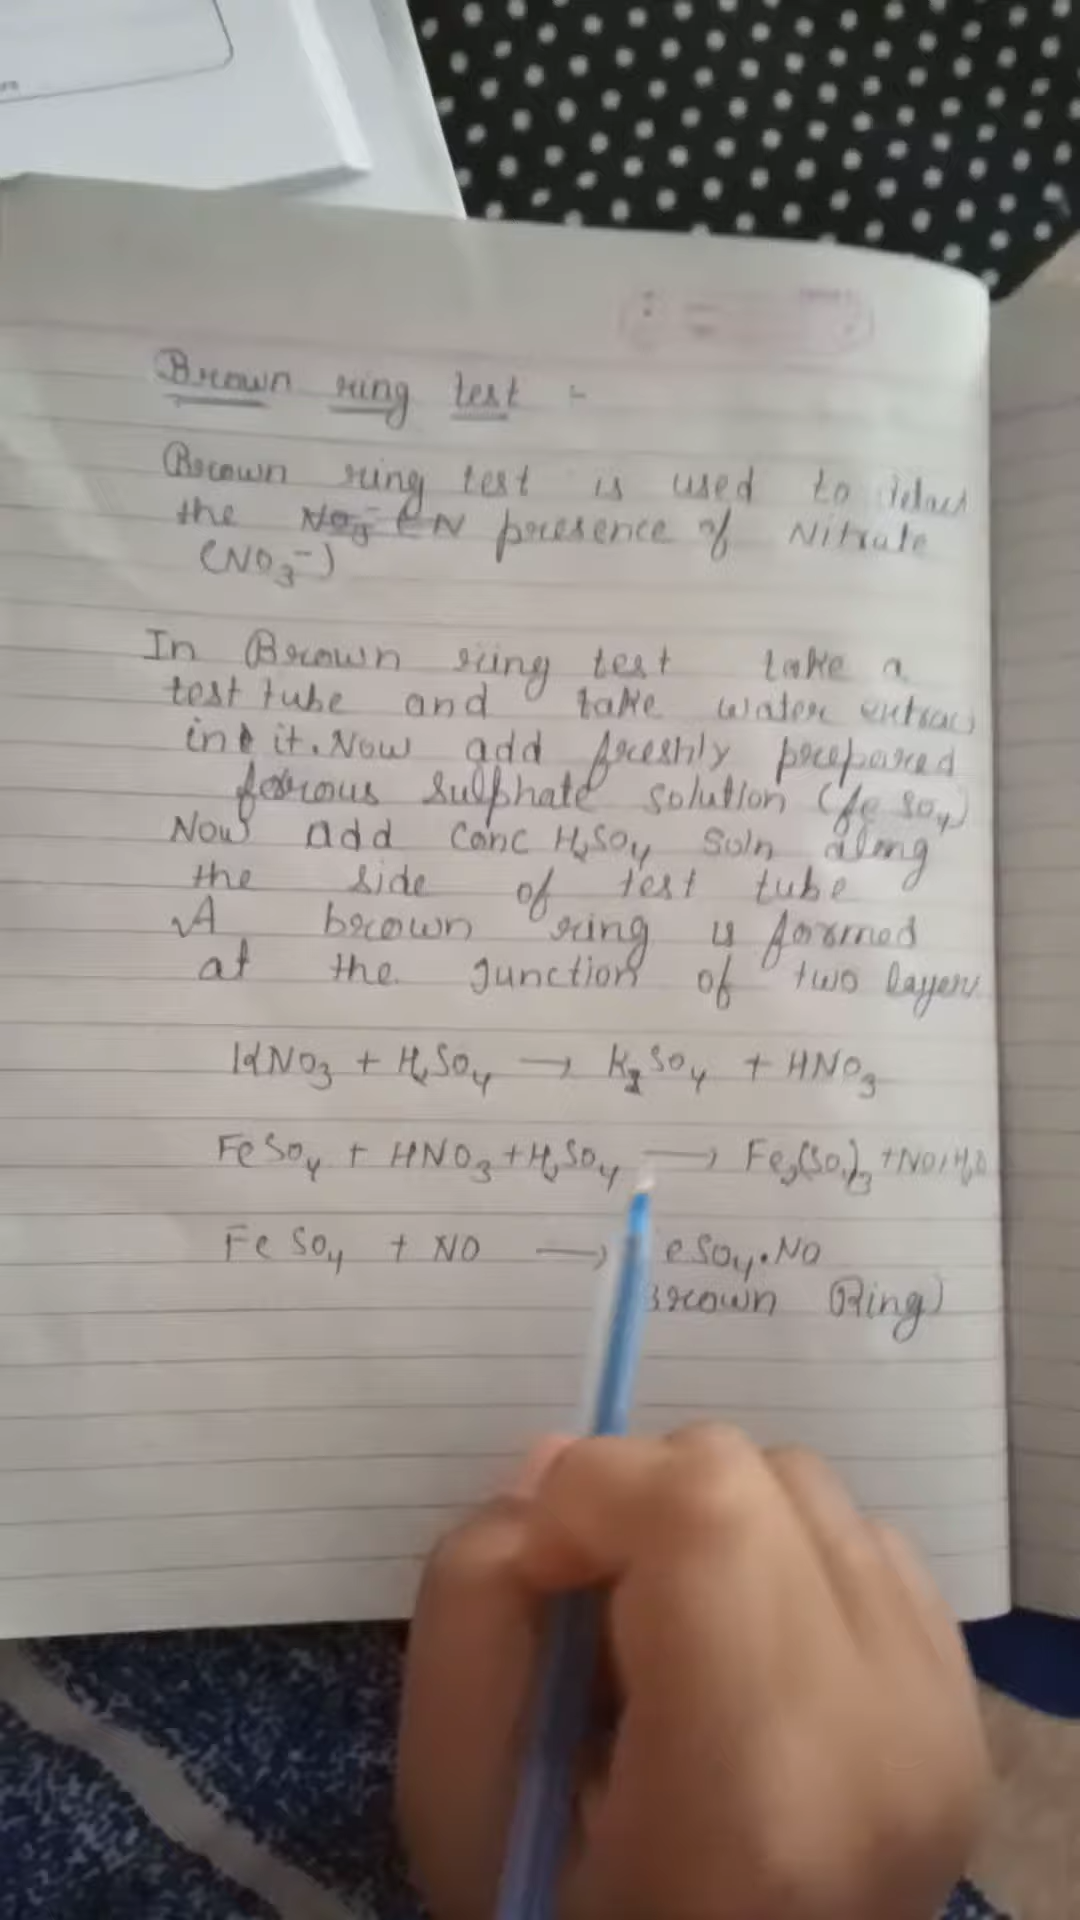 Brown ring test :-
Brown ring test is used to detect
the presence of Nitrate
(NO₃⁻)
In Brown ring test take a
test tube and take water extract
in it. Now add freshly prepared
ferrous sulphate solution (feso₄)
Now add Conc H₂SO₄ Soln along
the side of test tube
A brown ring is formed
at the junction of two layers
KNO₃ + H₂SO₄ → K₂SO₄ + HNO₃
FeSO₄ + HNO₃ + H₂SO₄ → Fe₂(SO₄)₃ + NO + H₂O
FeSO₄ + NO → eSO₄.NO
rown Ring)